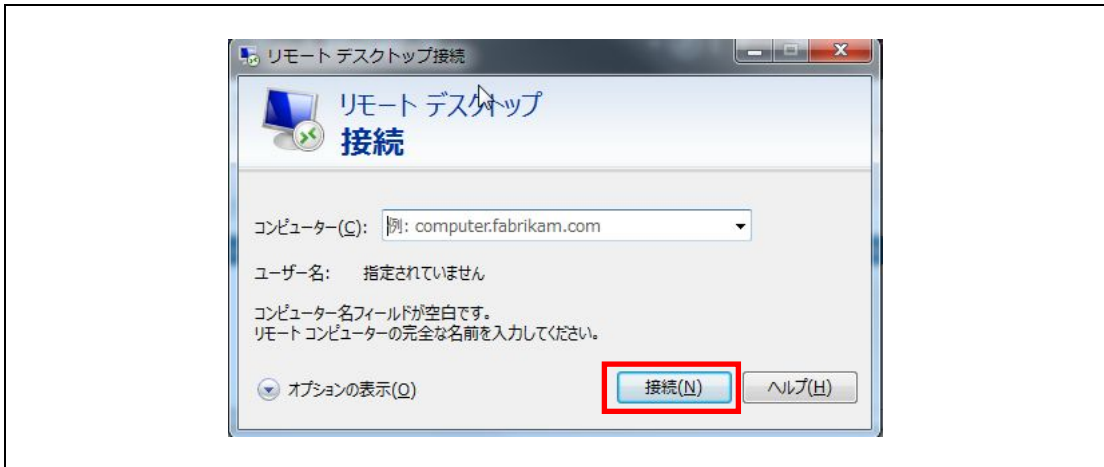 リモート デスクトップ接続
リモート デスクトップ
接続
コンピューター(C): 例: computer.fabrikam.com
ユーザー名: 指定されていません
コンピューター名フィールドが空白です。
リモート コンピューターの完全な名前を入力してください。
オプションの表示(O) 接続(N) ヘルプ(H)